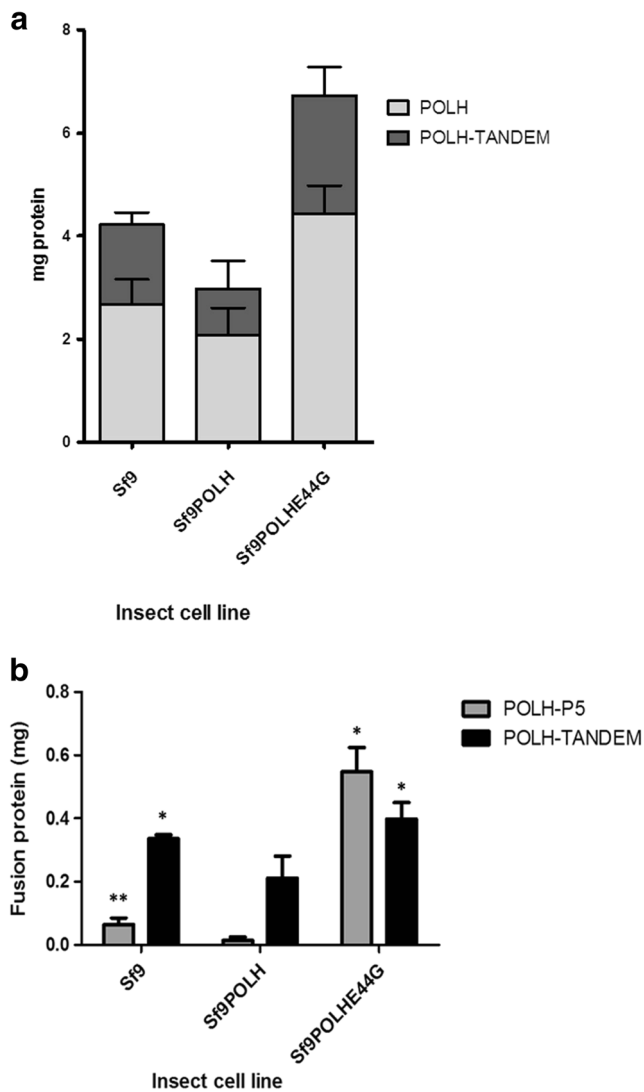 a
8
6
4
2
0
mg protein
POLH
POLH-TANDEM
Sf9
Sf9POLH
Sf9POLHE44G
Insect cell line
b
0.8
0.6
0.4
0.2
0.0
Fusion protein (mg)
POLH-P5
POLH-TANDEM
**
*
*
*
Sf9
Sf9POLH
Sf9POLHE44G
Insect cell line